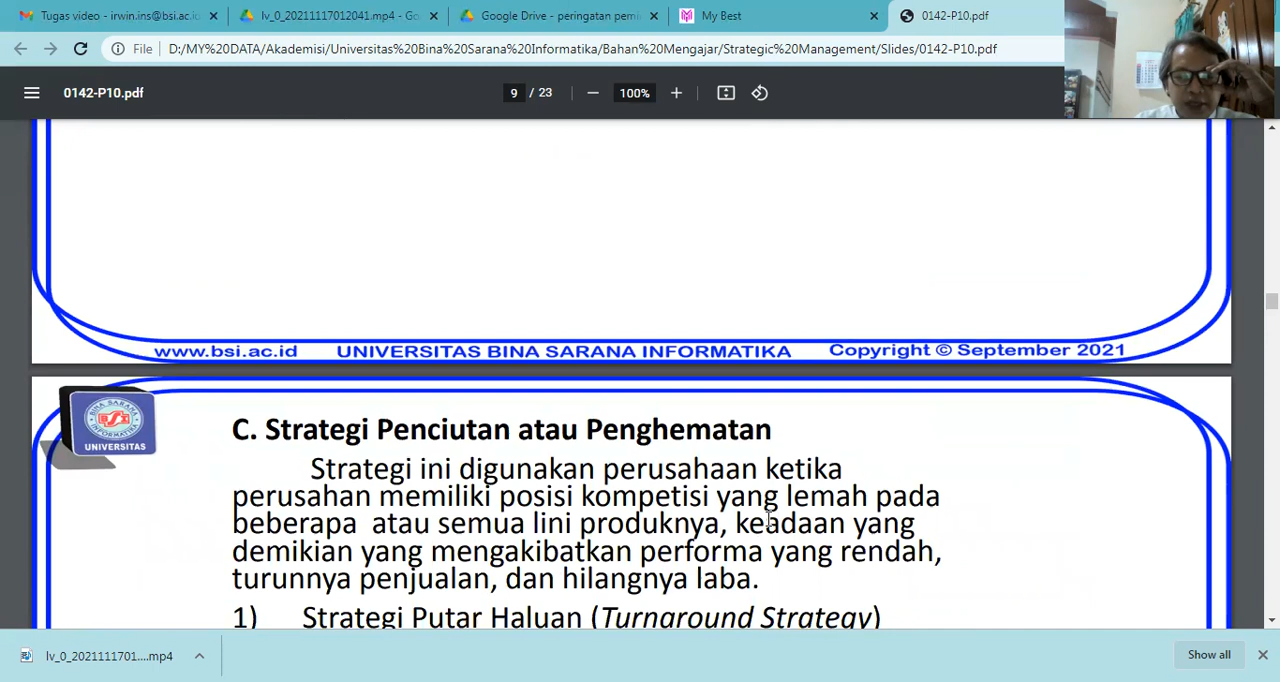 Tugas video - irwin.ins@bsi.ac.i
lv_0_20211117012041.mp4 - Go
Google Drive - peringatan pem
My Best
0142-P10.pdf
File
D:/MY%20DATA/Akademisi/Universitas%20Bina%20Sarana%20Informatika/Bahan%20Mengajar/Strategic%20Management/Slides/0142-P10.pdf
0142-P10.pdf
9 / 23
100%
www.bsi.ac.id UNIVERSITAS BINA SARANA INFORMATIKA Copyright © September 2021
BINA SARANA
BSI
INFORMATIKA
UNIVERSITAS
C. Strategi Penciutan atau Penghematan
Strategi ini digunakan perusahaan ketika
perusahan memiliki posisi kompetisi yang lemah pada
beberapa atau semua lini produknya, keadaan yang
demikian yang mengakibatkan performa yang rendah,
turunnya penjualan, dan hilangnya laba.
1) Strategi Putar Haluan (Turnaround Strategy)
lv_0_2021111701....mp4
Show all